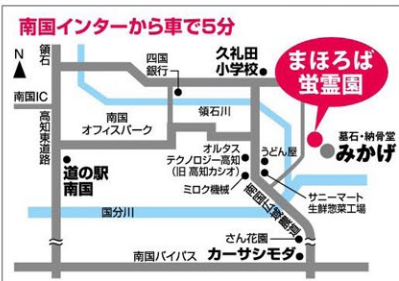 南国インターから車で5分
N
領石
四国
銀行
久礼田
小学校
まほろば
蛍霊園
南国IC
高知東道路
南国
オフィスパーク
領石川
墓石・納骨堂
みかげ
オルタス
テクノロジー高知
(旧 高知カシオ)
うどん屋
道の駅
南国
ミロク機械
サニーマート
生鮮惣菜工場
南国広域農道
国分川
さん花園
南国バイパス
カーサシモダ